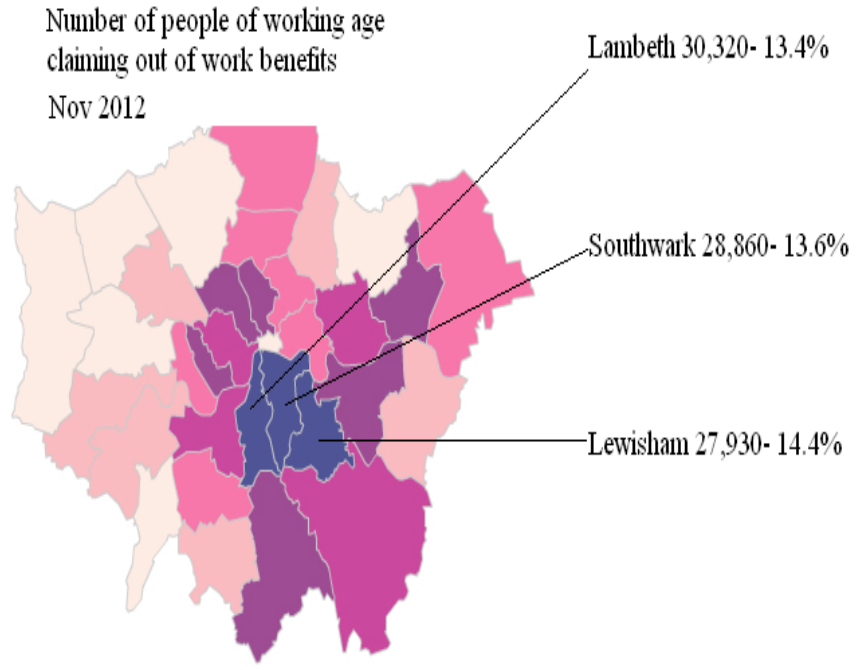 Number of people of working age
claiming out of work benefits
Nov 2012
Lambeth 30,320- 13.4%
Southwark 28,860- 13.6%
Lewisham 27,930- 14.4%